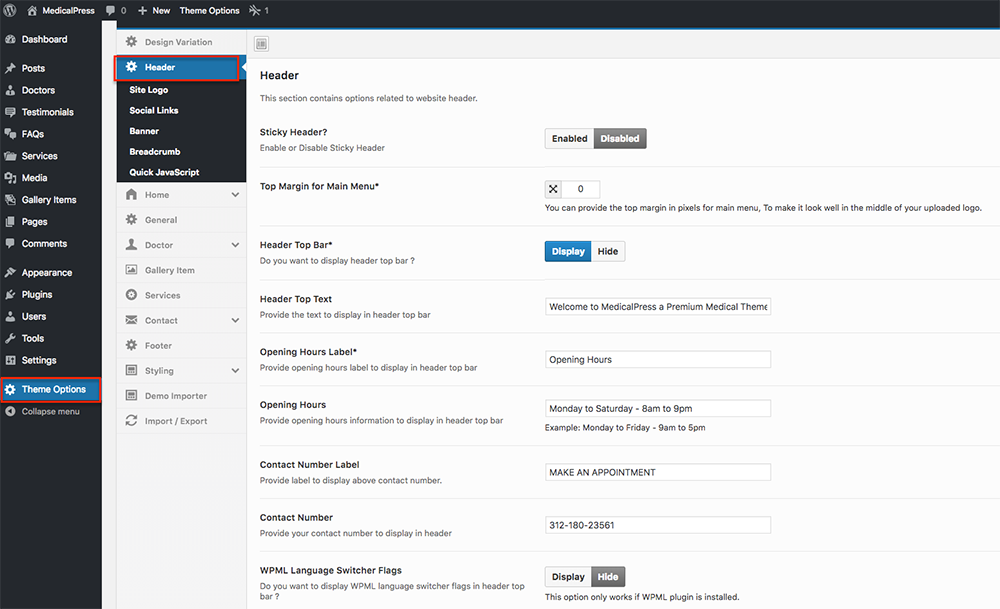 MedicalPress 0 New Theme Options 1
Dashboard
Posts
Doctors
Testimonials
FAQs
Services
Media
Gallery Items
Pages
Comments
Appearance
Plugins
Users
Tools
Settings
Theme Options
Collapse menu
Design Variation
Header
Site Logo
Social Links
Banner
Breadcrumb
Quick JavaScript
Home
General
Doctor
Gallery Item
Services
Contact
Footer
Styling
Demo Importer
Import / Export
Header
This section contains options related to website header.
Sticky Header?
Enable or Disable Sticky Header
Enabled Disabled
Top Margin for Main Menu*
0
You can provide the top margin in pixels for main menu, To make it look well in the middle of your uploaded logo.
Header Top Bar*
Do you want to display header top bar ?
Display Hide
Header Top Text
Provide the text to display in header top bar
Welcome to MedicalPress a Premium Medical Theme
Opening Hours Label*
Provide opening hours label to display in header top bar
Opening Hours
Opening Hours
Provide opening hours information to display in header top bar
Monday to Saturday - 8am to 9pm
Example: Monday to Friday - 9am to 5pm
Contact Number Label
Provide label to display above contact number.
MAKE AN APPOINTMENT
Contact Number
Provide your contact number to display in header
312-180-23561
WPML Language Switcher Flags
Do you want to display WPML language switcher flags in header top
bar ?
Display Hide
This option only works if WPML plugin is installed.